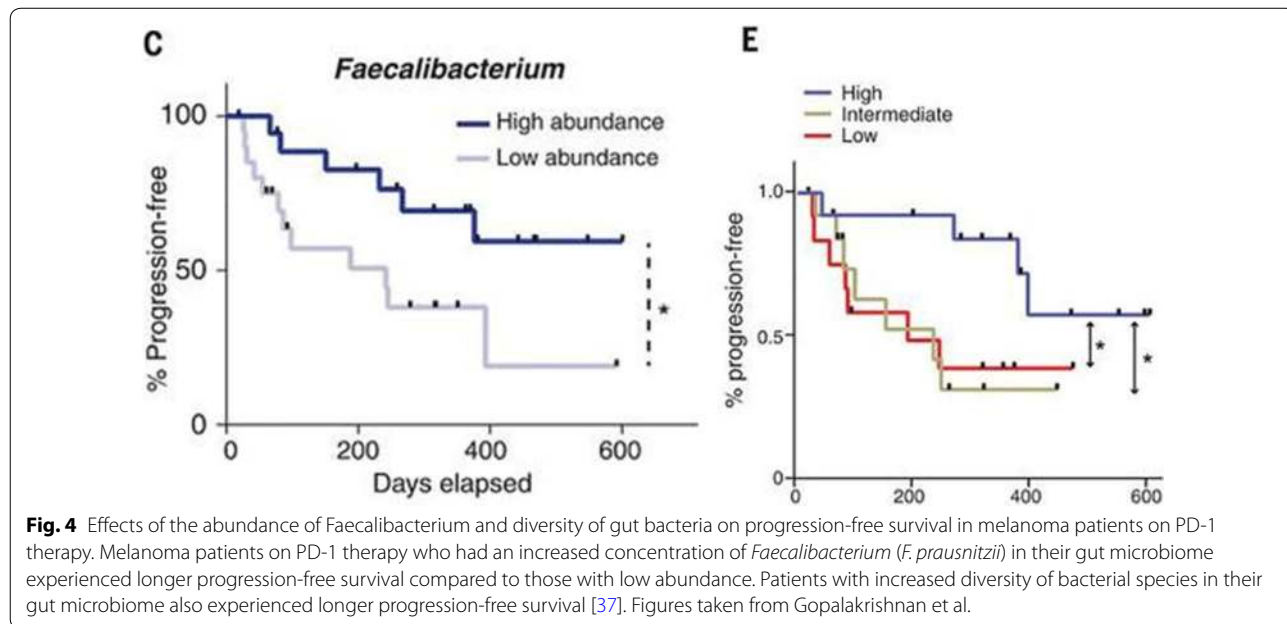 C
Faecalibacterium
High abundance
Low abundance
% Progression-free
100
50
0
0 200 400 600
Days elapsed
*
E
High
Intermediate
Low
% progression-free
1.0
0.5
0
0 200 400 600
*
*
Fig. 4 Effects of the abundance of Faecalibacterium and diversity of gut bacteria on progression-free survival in melanoma patients on PD-1
therapy. Melanoma patients on PD-1 therapy who had an increased concentration of Faecalibacterium (F. prausnitzii) in their gut microbiome
experienced longer progression-free survival compared to those with low abundance. Patients with increased diversity of bacterial species in their
gut microbiome also experienced longer progression-free survival [37]. Figures taken from Gopalakrishnan et al.